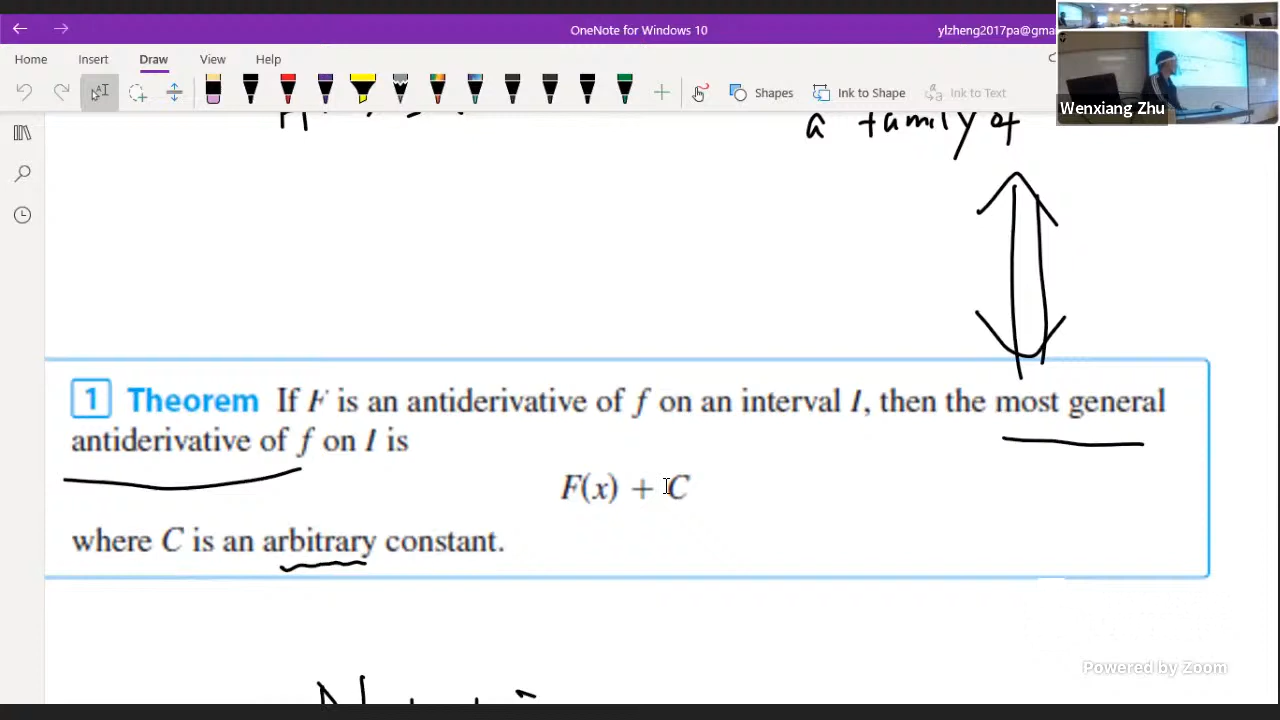 OneNote for Windows 10
ylzheng2017pa@gma
Home Insert Draw View Help
Shapes Ink to Shape Ink to Text
Wenxiang Zhu
a family of
1 Theorem If F is an antiderivative of f on an interval I, then the most general
antiderivative of f on I is
F(x) + C
where C is an arbitrary constant.
Powered by Zoom